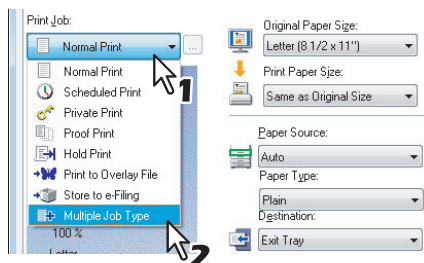 Print Job:
Normal Print
...
Normal Print
Scheduled Print
Private Print
Proof Print
Hold Print
Print to Overlay File
Store to e-Filing
Multiple Job Type
100 %
Letter
1
2
Original Paper Size:
Letter (8 1/2 x 11")
Print Paper Size:
Same as Original Size
Paper Source:
Auto
Paper Type:
Plain
Destination:
Exit Tray